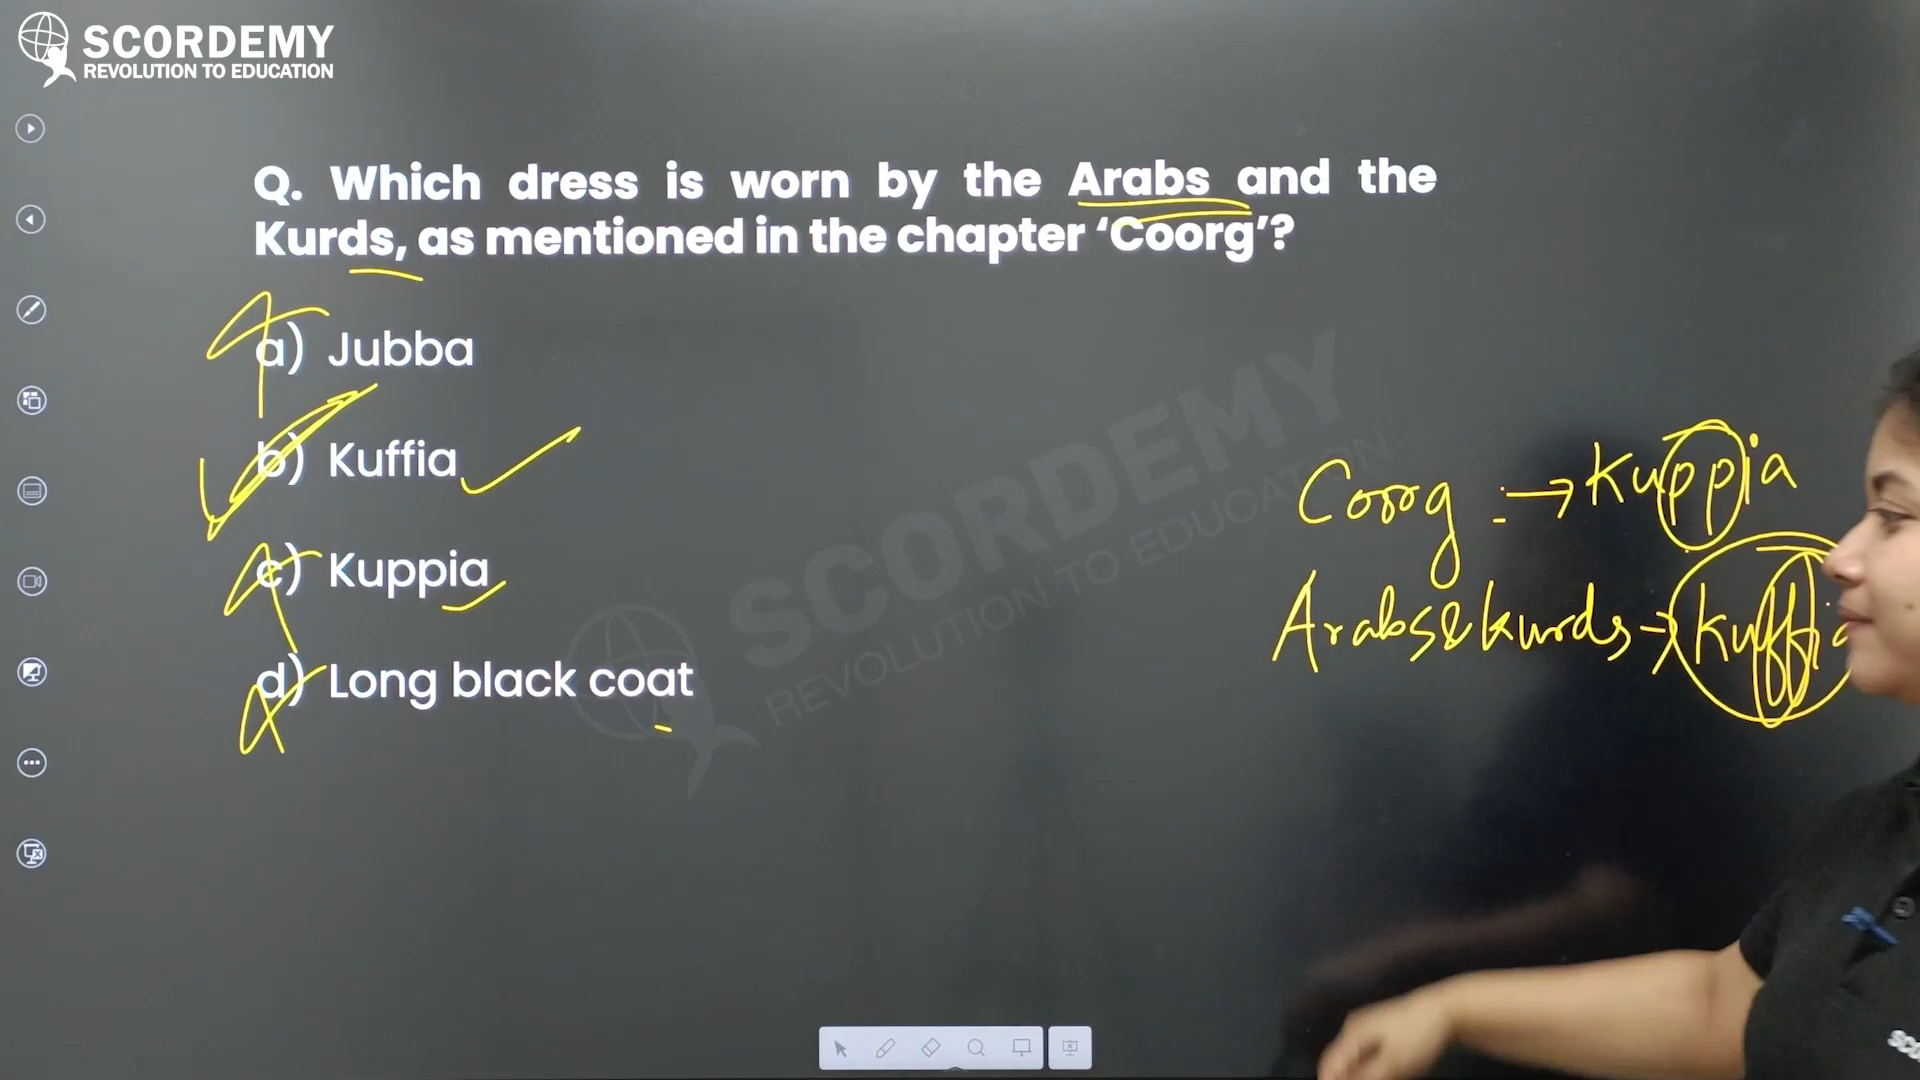 SCORDEMY
REVOLUTION TO EDUCATION
Q. Which dress is worn by the Arabs and the
Kurds, as mentioned in the chapter ‘Coorg’?
a) Jubba
b) Kuffia
c) Kuppia
d) Long black coat
Coorg : → Kuppia
Arabs & Kurds → Kuffia
SCORDEMY
REVOLUTION TO EDUCATION